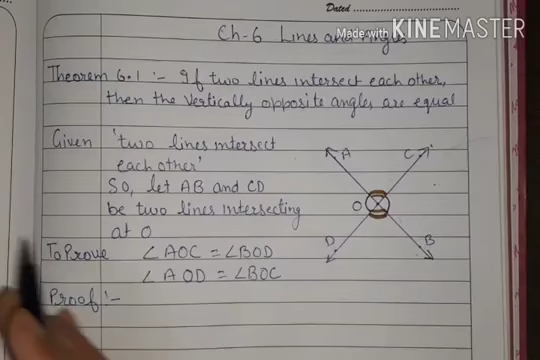 Dated
Made with KINEMASTER
Ch-6 Lines and Angles
Theorem 6.1 :- If two lines intersect each other,
then the vertically opposite angles are equal
Given 'two lines intersect
each other'
So, let AB and CD
be two lines intersecting
at O
A C
O
D B
To Prove ∠AOC = ∠BOD
∠AOD = ∠BOC
Proof :-